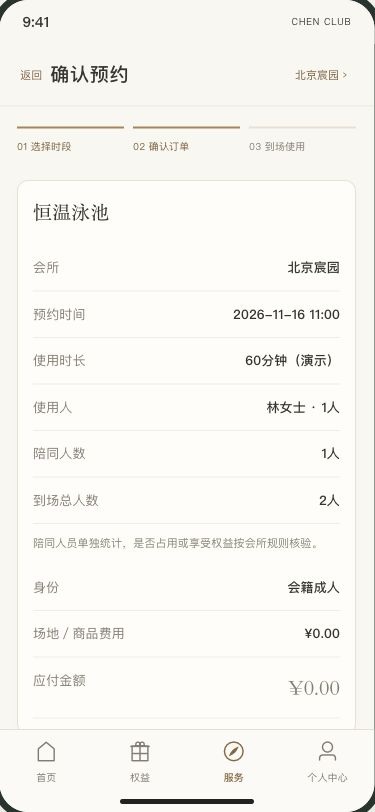 9:41
CHEN CLUB
返回 确认预约
北京宸园 ›
01 选择时段
02 确认订单
03 到场使用
恒温泳池
会所 北京宸园
预约时间 2026-11-16 11:00
使用时长 60分钟（演示）
使用人 林女士 · 1人
陪同人数 1人
到场总人数 2人
陪同人员单独统计，是否占用或享受权益按会所规则核验。
身份 会籍成人
场地 / 商品费用 ¥0.00
应付金额 ¥0.00
首页
权益
服务
个人中心